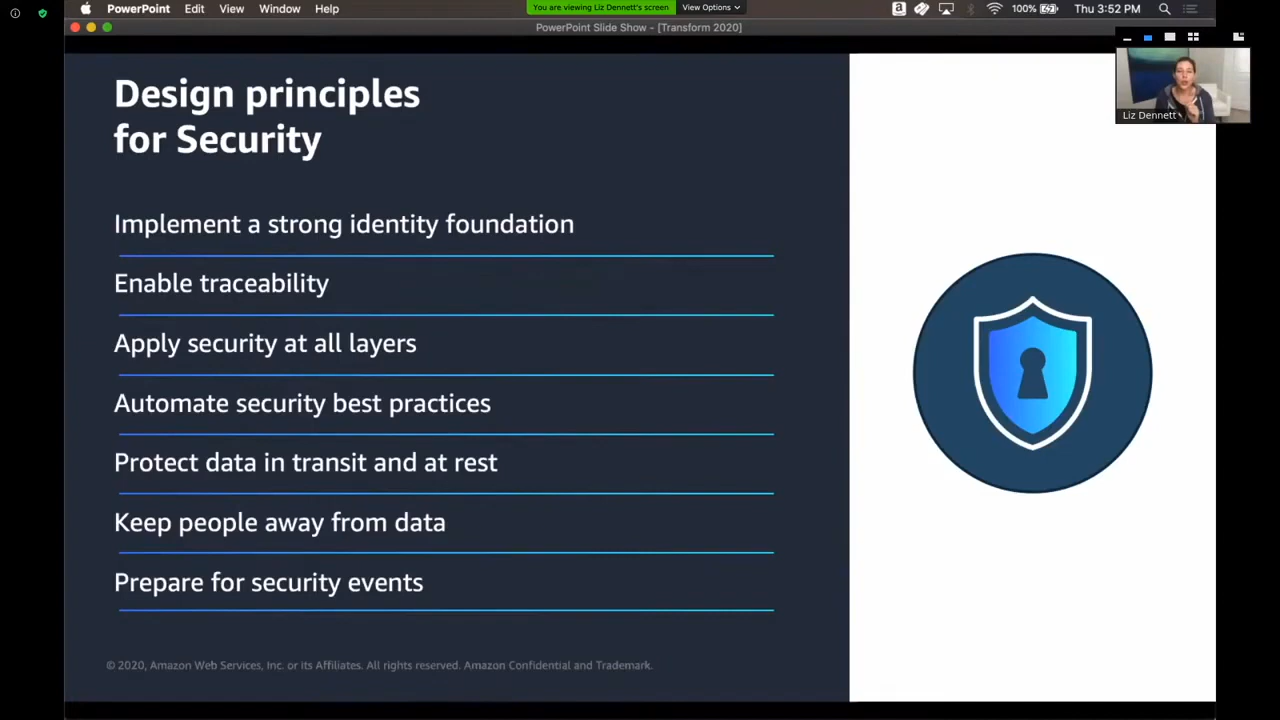 PowerPoint Edit View Window Help
You are viewing Liz Dennett's screen View Options
100% Thu 3:52 PM
PowerPoint Slide Show - [Transform 2020]
Liz Dennett
Design principles
for Security
Implement a strong identity foundation
Enable traceability
Apply security at all layers
Automate security best practices
Protect data in transit and at rest
Keep people away from data
Prepare for security events
© 2020, Amazon Web Services, Inc. or its Affiliates. All rights reserved. Amazon Confidential and Trademark.